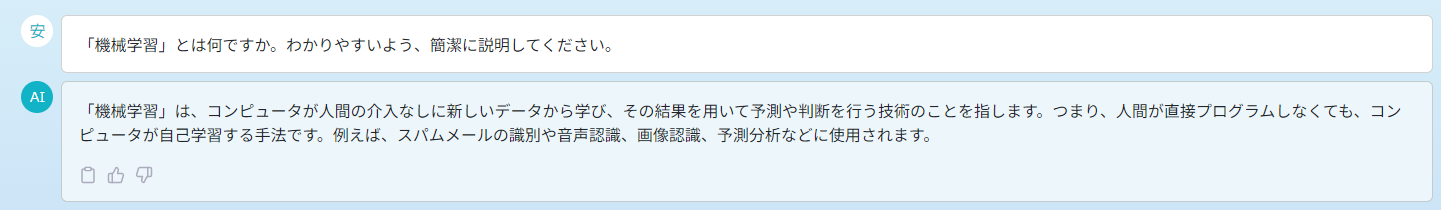 安
「機械学習」とは何ですか。わかりやすいよう、簡潔に説明してください。
AI
「機械学習」は、コンピュータが人間の介入なしに新しいデータから学び、その結果を用いて予測や判断を行う技術のことを指します。つまり、人間が直接プログラムしなくても、コン
ピュータが自己学習する手法です。例えば、スパムメールの識別や音声認識、画像認識、予測分析などに使用されます。